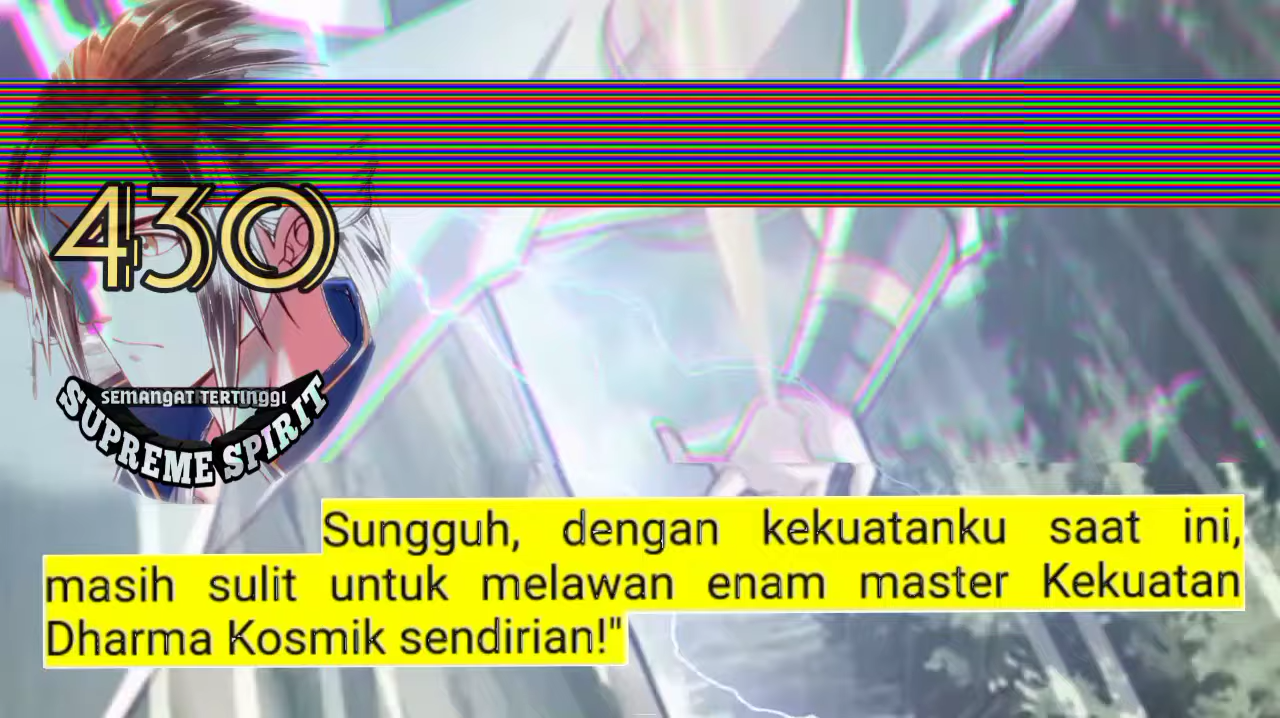 430
SEMANGAT TERTINGGI
SUPREME SPIRIT
Sungguh, dengan kekuatanku saat ini,
masih sulit untuk melawan enam master Kekuatan
Dharma Kosmik sendirian!"